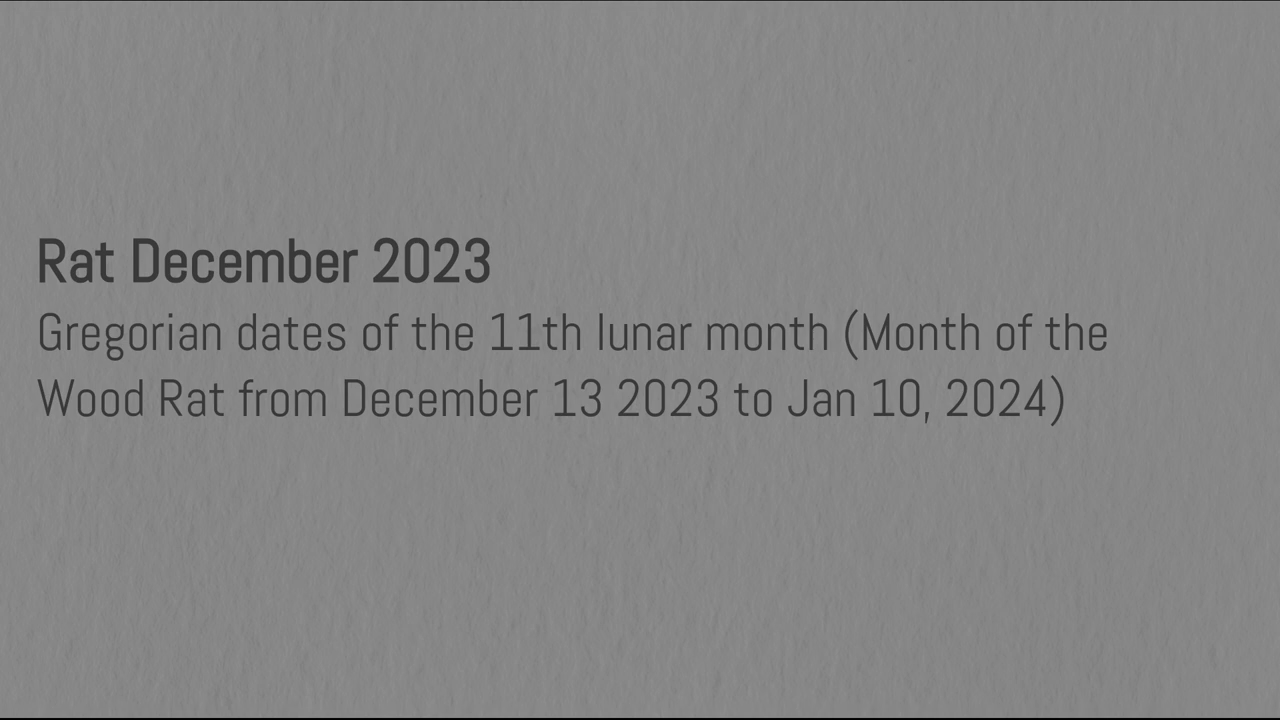 Rat December 2023
Gregorian dates of the 11th lunar month (Month of the
Wood Rat from December 13 2023 to Jan 10, 2024)